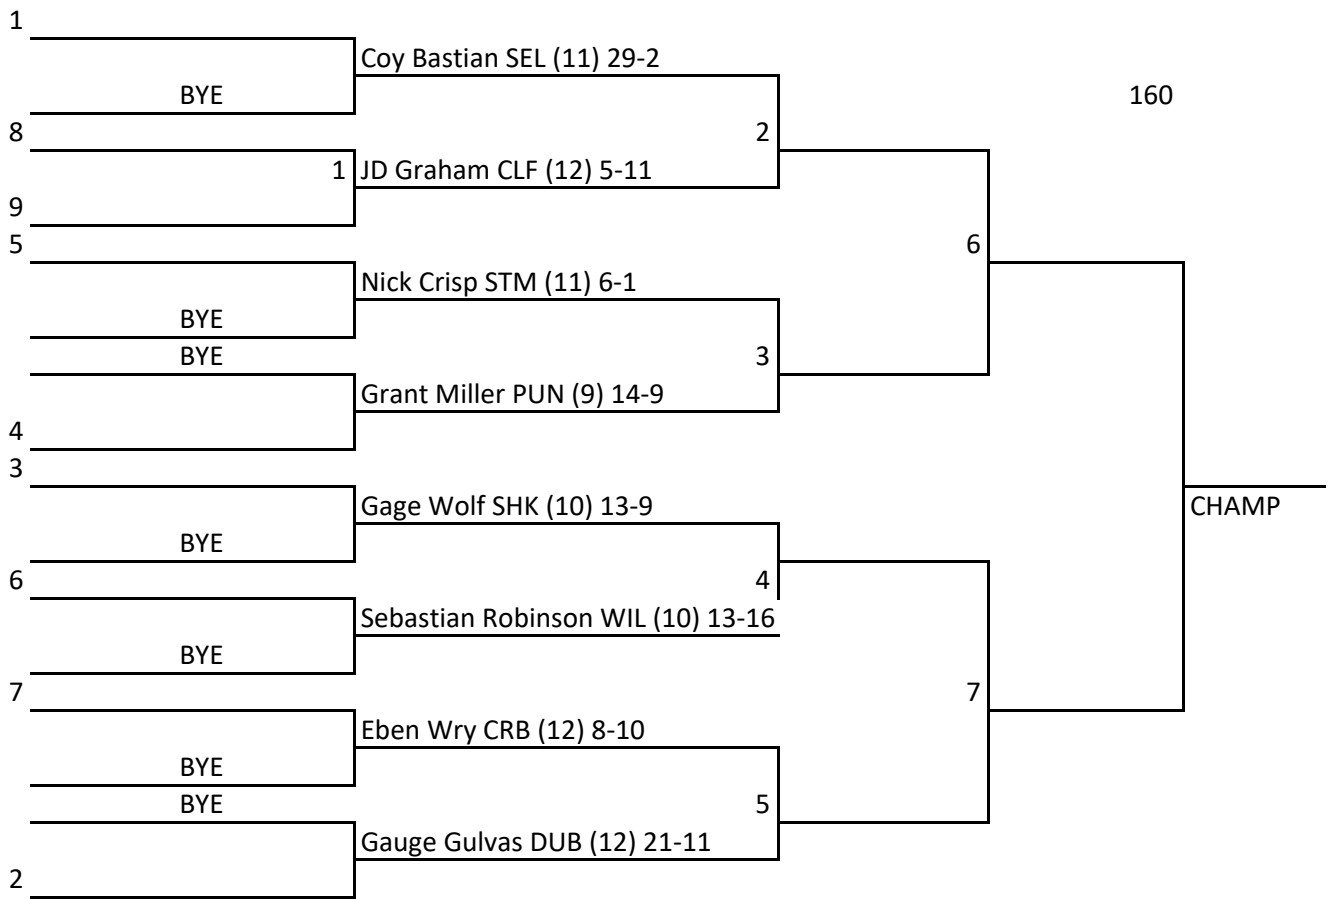 1
Coy Bastian SEL (11) 29-2
BYE
160
8
2
1 JD Graham CLF (12) 5-11
9
5
6
Nick Crisp STM (11) 6-1
BYE
BYE
3
Grant Miller PUN (9) 14-9
4
3
Gage Wolf SHK (10) 13-9
CHAMP
BYE
6
4
Sebastian Robinson WIL (10) 13-16
BYE
7
7
Eben Wry CRB (12) 8-10
BYE
BYE
5
Gauge Gulvas DUB (12) 21-11
2